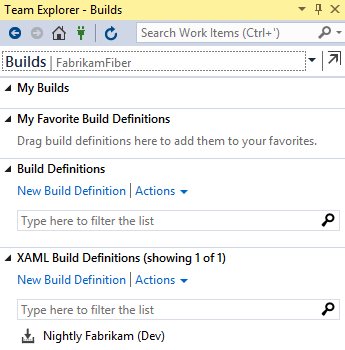 Team Explorer - Builds
Search Work Items (Ctrl+')
Builds | FabrikamFiber
My Builds
My Favorite Build Definitions
Drag build definitions here to add them to your favorites.
Build Definitions
New Build Definition | Actions
Type here to filter the list
XAML Build Definitions (showing 1 of 1)
New Build Definition | Actions
Type here to filter the list
Nightly Fabrikam (Dev)